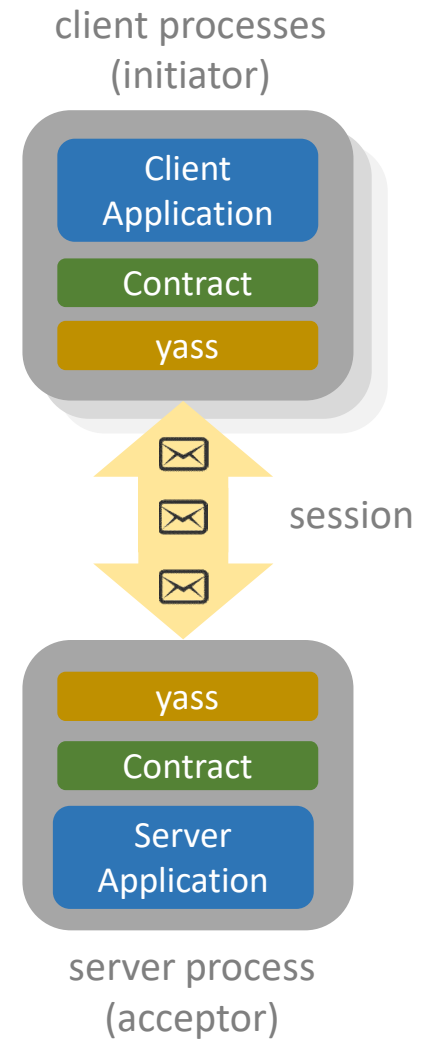 client processes
(initiator)
Client
Application
Contract
yass
session
yass
Contract
Server
Application
server process
(acceptor)